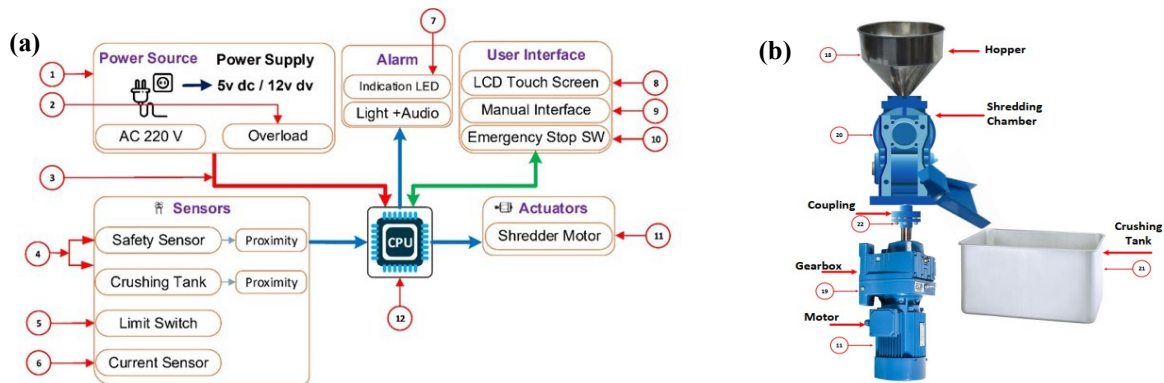 (a)
7
Power Source
Power Supply
5v dc / 12v dv
AC 220 V
Overload
1
2
3
Alarm
Indication LED
Light +Audio
User Interface
LCD Touch Screen
Manual Interface
Emergency Stop SW
8
9
10
Sensors
Safety Sensor
Proximity
Crushing Tank
Proximity
Limit Switch
Current Sensor
4
5
6
CPU
12
Actuators
Shredder Motor
11
(b)
18
Hopper
20
Shredding
Chamber
Coupling
22
Gearbox
19
Motor
11
Crushing
Tank
21